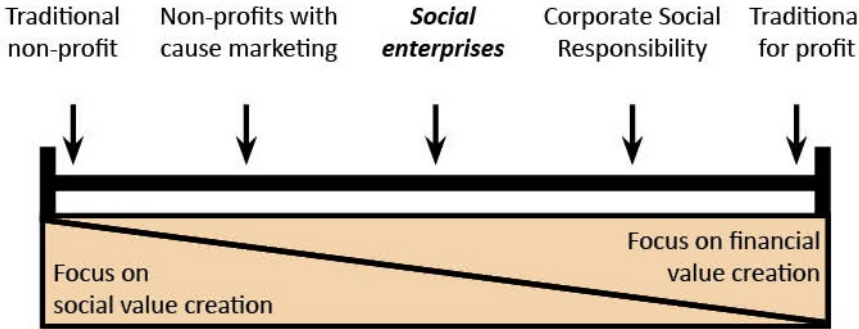 Traditional
non-profit
Non-profits with
cause marketing
Social
enterprises
Corporate Social
Responsibility
Traditiona
for profit
Focus on
social value creation
Focus on financial
value creation